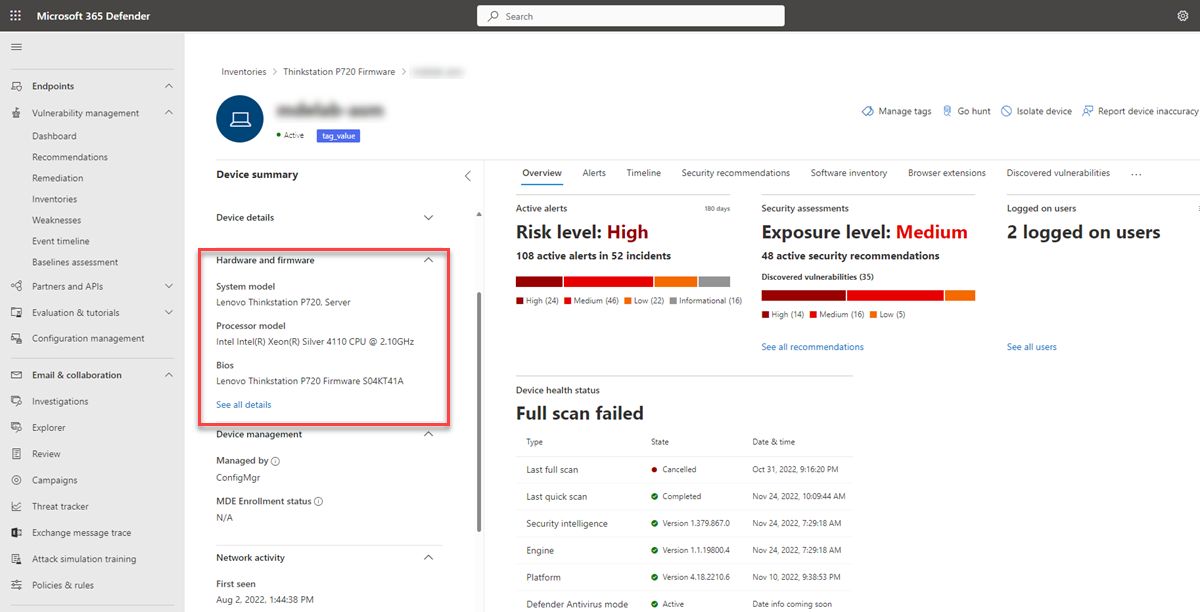 Microsoft 365 Defender
Search
Endpoints
Vulnerability management
Dashboard
Recommendations
Remediation
Inventories
Weaknesses
Event timeline
Baselines assessment
Partners and APIs
Evaluation & tutorials
Configuration management
Email & collaboration
Investigations
Explorer
Review
Campaigns
Threat tracker
Exchange message trace
Attack simulation training
Policies & rules
Inventories > Thinkstation P720 Firmware >
Active
tag_value
Manage tags
Go hunt
Isolate device
Report device inaccuracy
Device summary
Device details
Hardware and firmware
System model
Lenovo Thinkstation P720, Server
Processor model
Intel Intel(R) Xeon(R) Silver 4110 CPU @ 2.10GHz
Bios
Lenovo Thinkstation P720 Firmware S04KT41A
See all details
Device management
Managed by
ConfigMgr
MDE Enrollment status
N/A
Network activity
First seen
Aug 2, 2022, 1:44:38 PM
Overview Alerts Timeline Security recommendations Software inventory Browser extensions Discovered vulnerabilities ...
Active alerts 180 days
Risk level: High
108 active alerts in 52 incidents
High (24) Medium (46) Low (22) Informational (16)
Security assessments
Exposure level: Medium
48 active security recommendations
Discovered vulnerabilities (35)
High (14) Medium (16) Low (5)
See all recommendations
Logged on users
2 logged on users
See all users
Device health status
Full scan failed
Type State Date & time
Last full scan Cancelled Oct 31, 2022, 9:16:20 PM
Last quick scan Completed Nov 24, 2022, 10:09:44 AM
Security intelligence Version 1.379.867.0 Nov 24, 2022, 7:29:18 AM
Engine Version 1.1.19800.4 Nov 24, 2022, 7:29:18 AM
Platform Version 4.18.2210.6 Nov 10, 2022, 9:38:53 PM
Defender Antivirus mode Active Date info coming soon